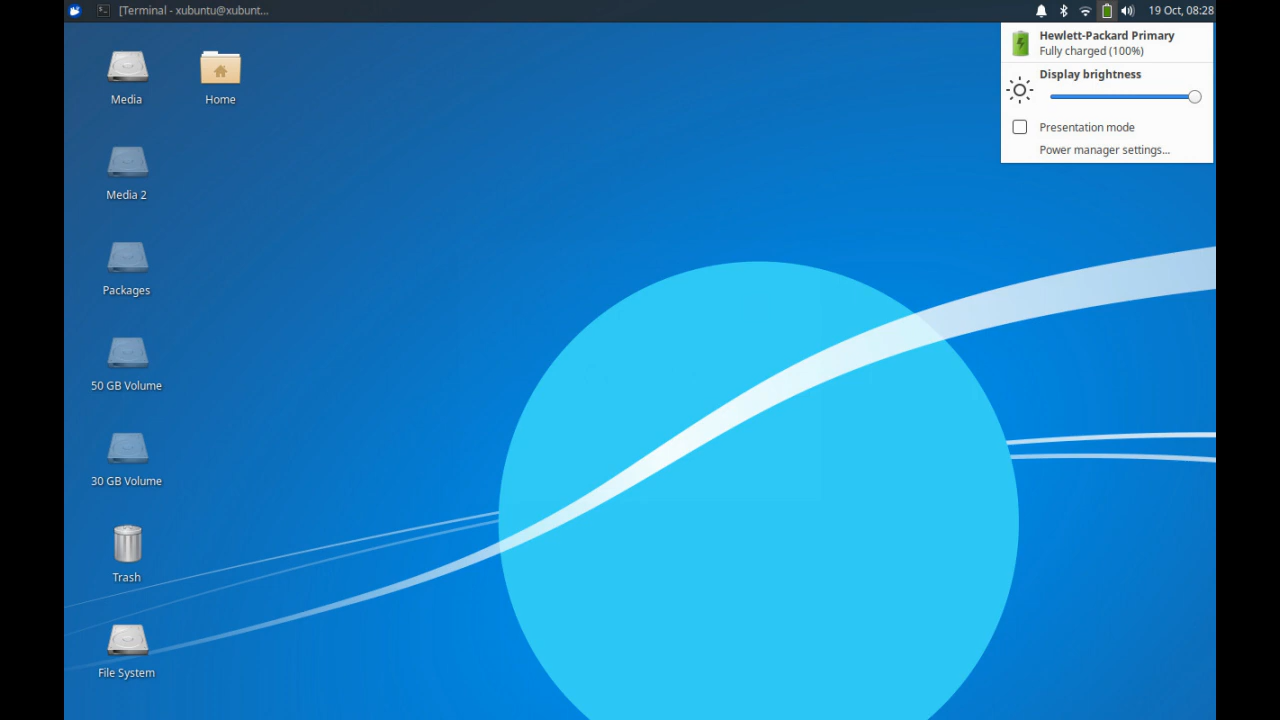 [Terminal - xubuntu@xubunt...
19 Oct, 08:28
Hewlett-Packard Primary
Fully charged (100%)
Display brightness
Presentation mode
Power manager settings...
Media
Home
Media 2
Packages
50 GB Volume
30 GB Volume
Trash
File System